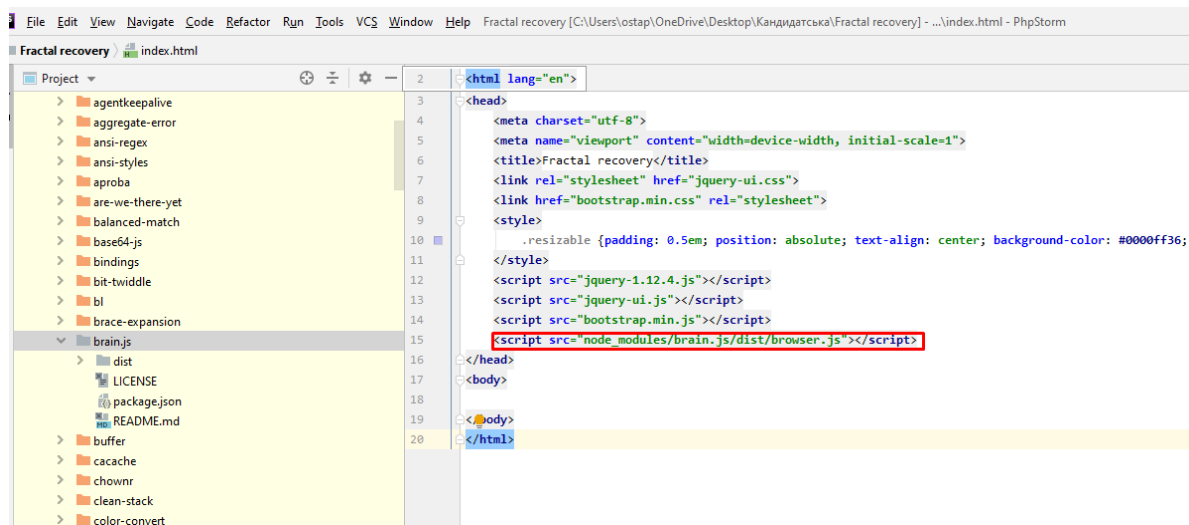 File Edit View Navigate Code Refactor Run Tools VCS Window Help Fractal recovery [C:\Users\ostap\OneDrive\Desktop\Кандидатська\Fractal recovery] - ...\index.html - PhpStorm
Fractal recovery index.html
Project
agentkeepalive
aggregate-error
ansi-regex
ansi-styles
aproba
are-we-there-yet
balanced-match
base64-js
bindings
bit-twiddle
bl
brace-expansion
brain.js
dist
LICENSE
package.json
README.md
buffer
cacache
chownr
clean-stack
color-convert
2 <html lang="en">
3 <head>
4 <meta charset="utf-8">
5 <meta name="viewport" content="width=device-width, initial-scale=1">
6 <title>Fractal recovery</title>
7 <link rel="stylesheet" href="jquery-ui.css">
8 <link href="bootstrap.min.css" rel="stylesheet">
9 <style>
10 .resizable {padding: 0.5em; position: absolute; text-align: center; background-color: #0000ff36;
11 </style>
12 <script src="jquery-1.12.4.js"></script>
13 <script src="jquery-ui.js"></script>
14 <script src="bootstrap.min.js"></script>
15 <script src="node_modules/brain.js/dist/browser.js"></script>
16 </head>
17 <body>
18
19 </body>
20 </html>